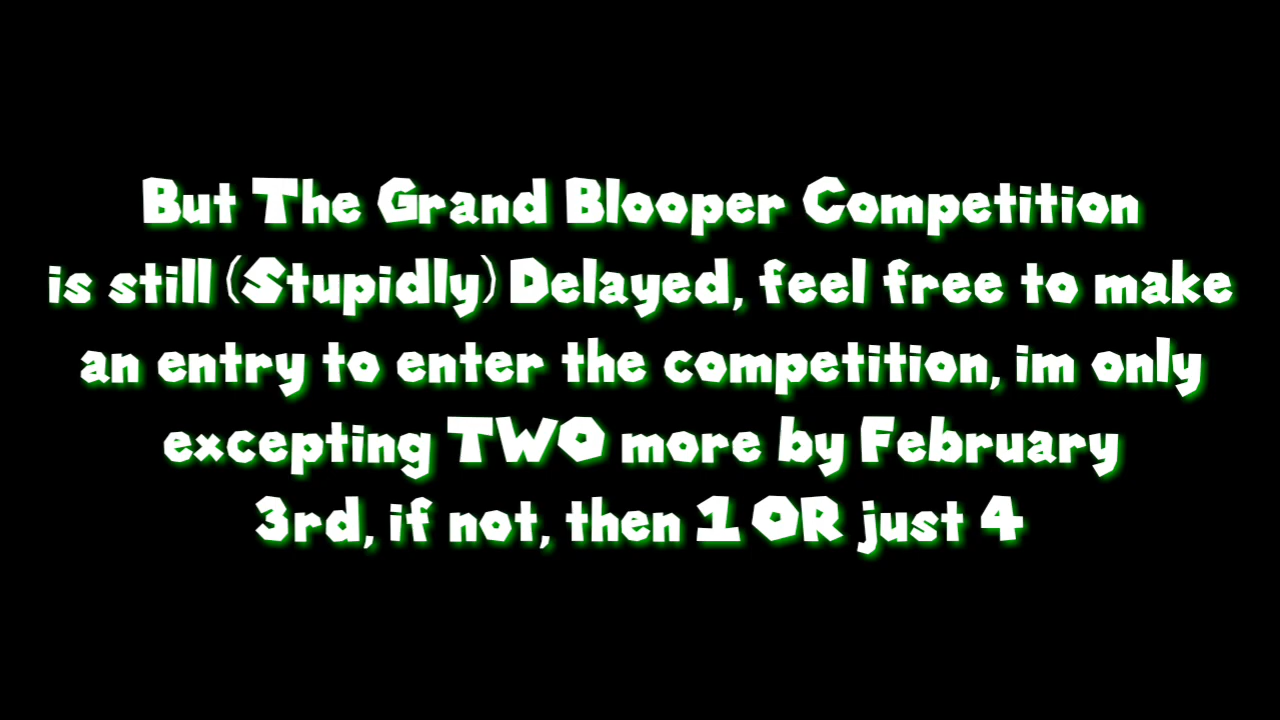 But The Grand Blooper Competition
is still (Stupidly) Delayed, feel free to make
an entry to enter the competition, im only
excepting TWO more by February
3rd, if not, then 1 OR just 4